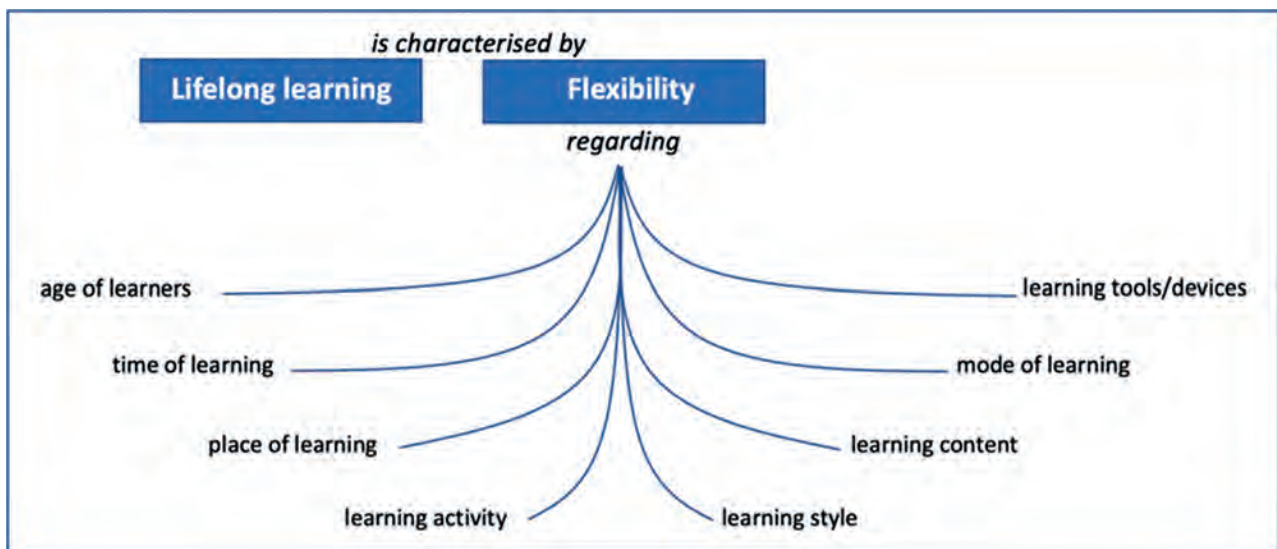 is characterised by
Lifelong learning
Flexibility
regarding
age of learners
learning tools/devices
time of learning
mode of learning
place of learning
learning content
learning activity
learning style